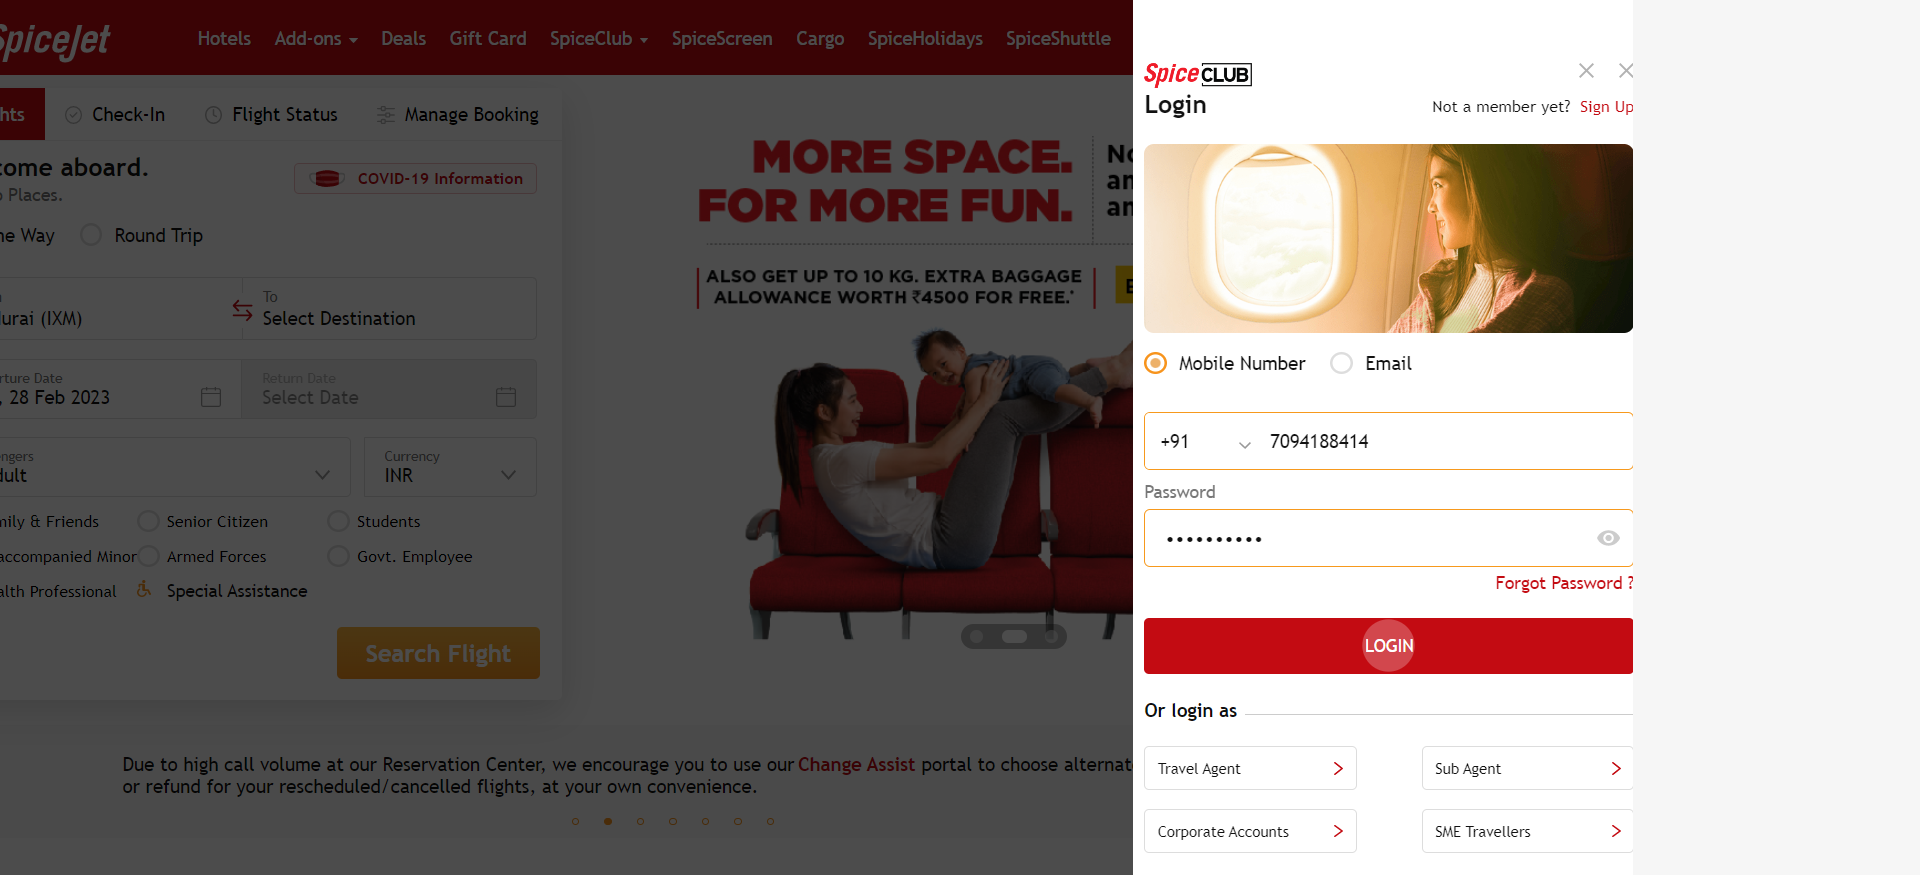 SpiceJet
Hotels Add-ons Deals Gift Card SpiceClub SpiceScreen Cargo SpiceHolidays SpiceShuttle
hts Check-In Flight Status Manage Booking
come aboard.
Places.
COVID-19 Information
ne Way Round Trip
To
urai (IXM) Select Destination
rture Date Return Date
, 28 Feb 2023 Select Date
ngers Currency
dult INR
mily & Friends Senior Citizen Students
accompanied Minor Armed Forces Govt. Employee
alth Professional Special Assistance
Search Flight
MORE SPACE.
FOR MORE FUN.
No
an
an
ALSO GET UP TO 10 KG. EXTRA BAGGAGE
ALLOWANCE WORTH ₹4500 FOR FREE.*
Due to high call volume at our Reservation Center, we encourage you to use our Change Assist portal to choose alternat
or refund for your rescheduled/cancelled flights, at your own convenience.
Spice CLUB
Login
Not a member yet? Sign Up
Mobile Number Email
+91 7094188414
Password
••••••••••
Forgot Password ?
LOGIN
Or login as
Travel Agent Sub Agent
Corporate Accounts SME Travellers